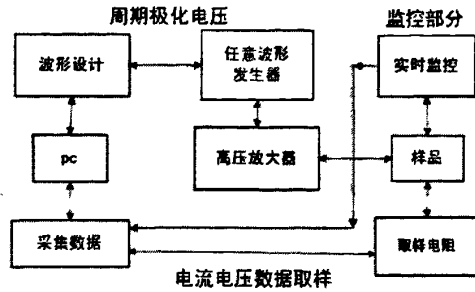 周期极化电压
监控部分
波形设计
任意波形
发生器
实时监控
pc
高压放大器
样品
采集数据
取样电阻
电流电压数据取样